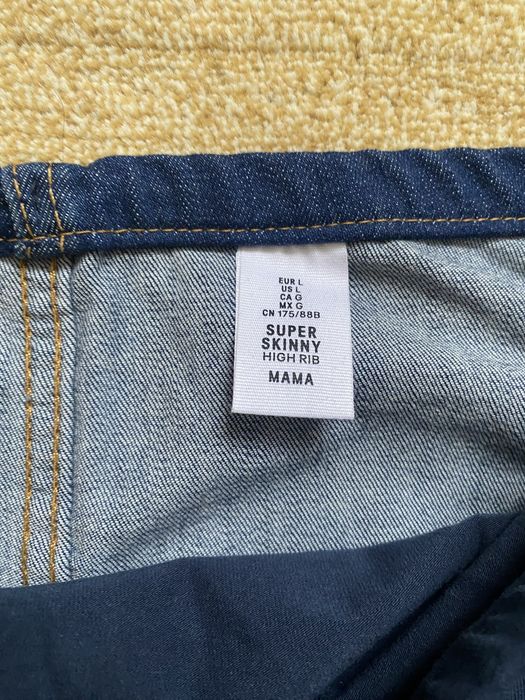 EUR L
US L
CA G
MX G
CN 175/88B
SUPER
SKINNY
HIGH RIB
MAMA